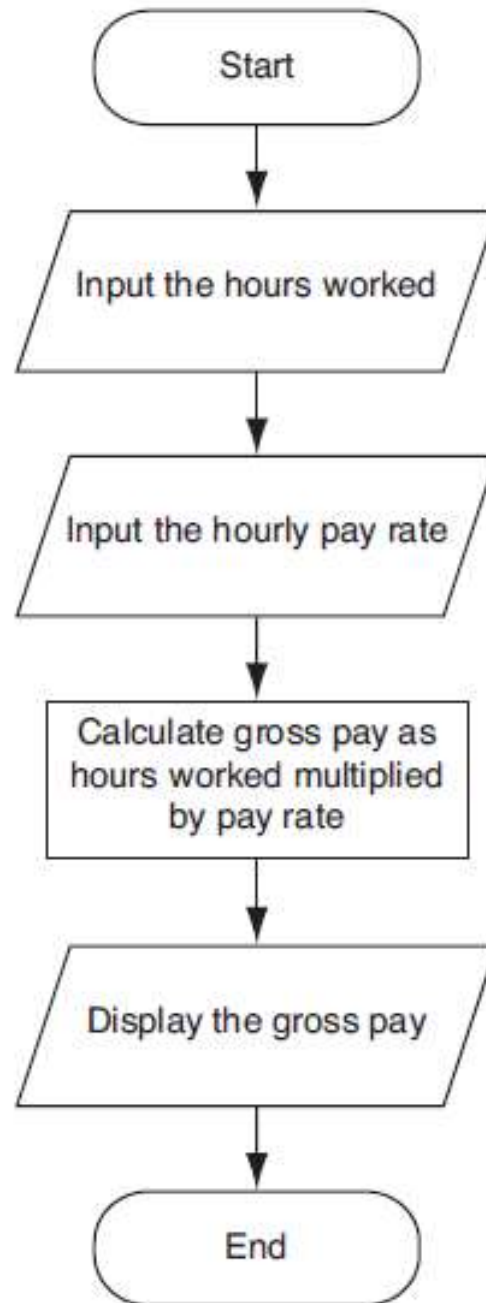 Start
Input the hours worked
Input the hourly pay rate
Calculate gross pay as
hours worked multiplied
by pay rate
Display the gross pay
End